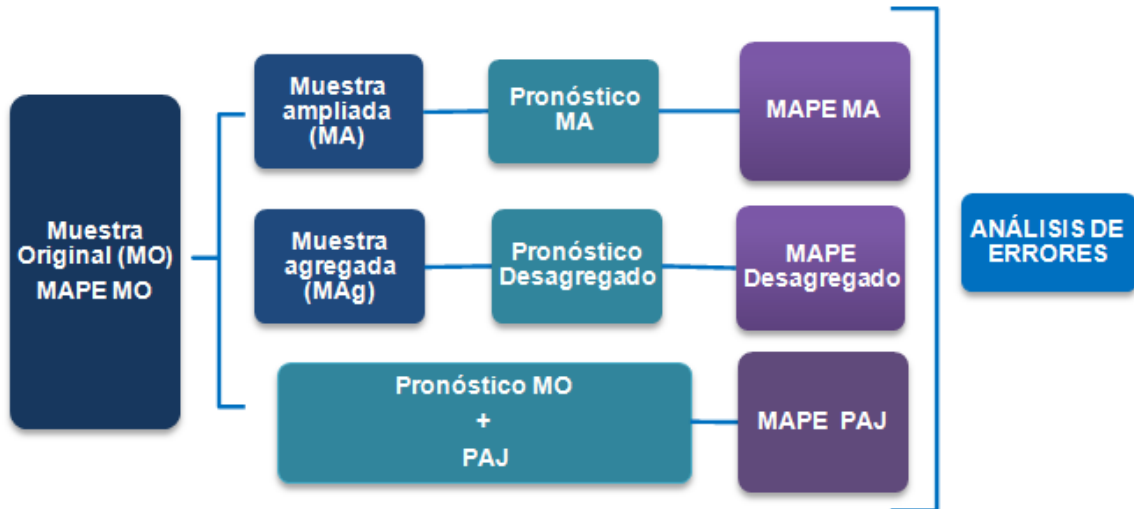 Muestra
Original (MO)
MAPE MO
Muestra
ampliada
(MA)
Pronóstico
MA
MAPE MA
Muestra
agregada
(MAg)
Pronóstico
Desagregado
MAPE
Desagregado
Pronóstico MO
+
PAJ
MAPE PAJ
ANÁLISIS DE
ERRORES